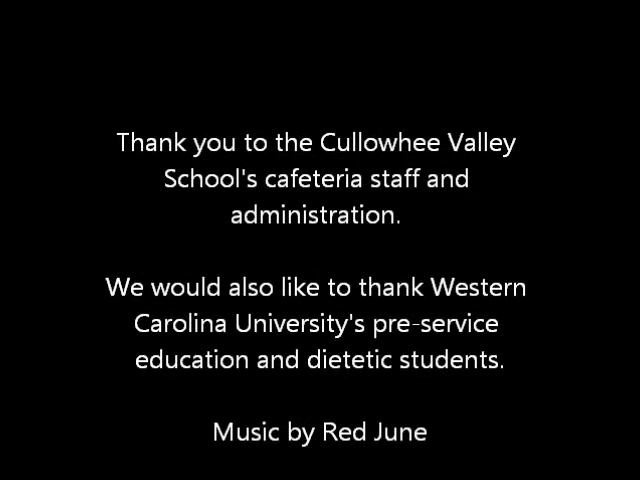 Thank you to the Cullowhee Valley
School's cafeteria staff and
administration.
We would also like to thank Western
Carolina University's pre-service
education and dietetic students.
Music by Red June